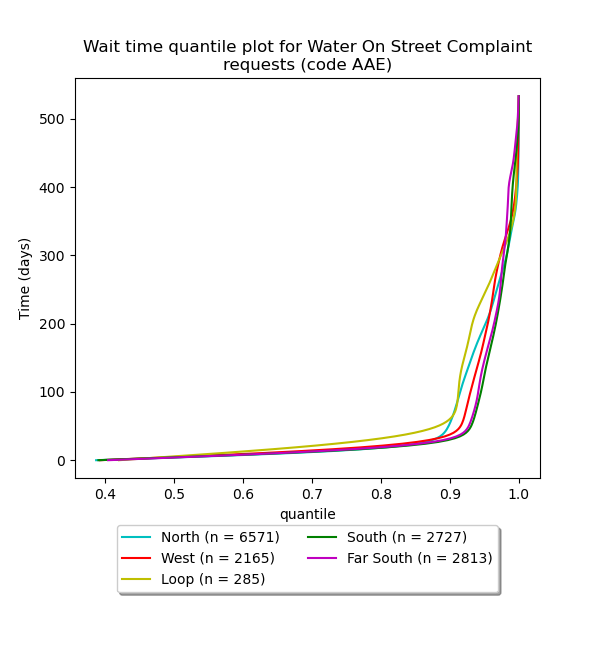 Wait time quantile plot for Water On Street Complaint
requests (code AAE)
Time (days)
500
400
300
200
100
0
0.4 0.5 0.6 0.7 0.8 0.9 1.0
quantile
North (n = 6571)
West (n = 2165)
Loop (n = 285)
South (n = 2727)
Far South (n = 2813)